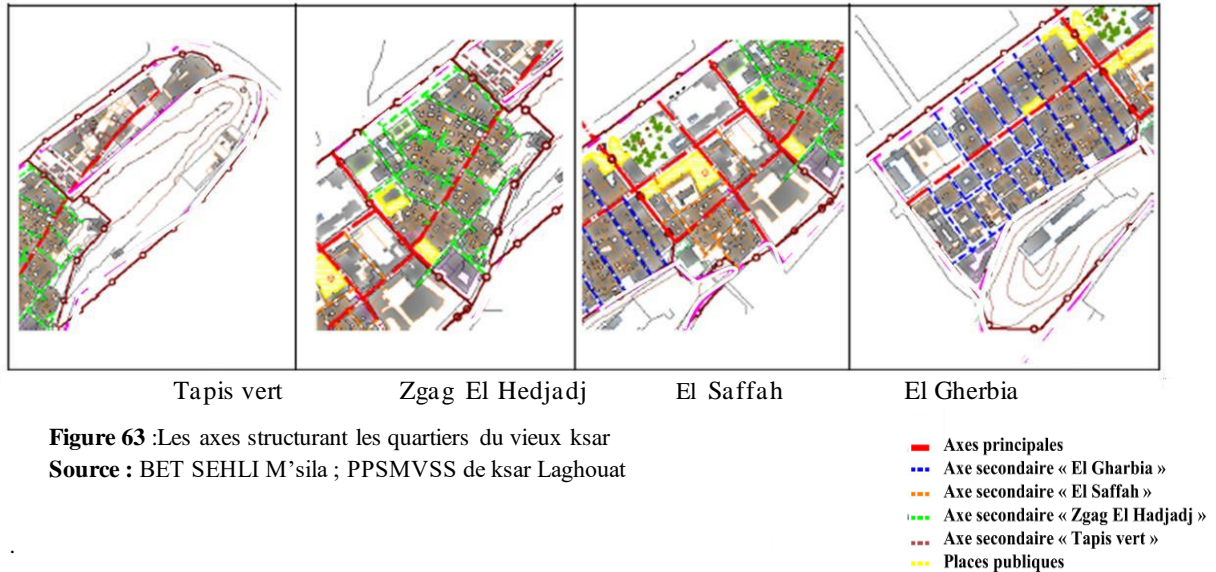 Tapis vert Zgag El Hedjadj El Saffah El Gherbia
Figure 63 :Les axes structurant les quartiers du vieux ksar
Source : BET SEHLI M’sila ; PPSMVSS de ksar Laghouat
.
Axes principales
Axe secondaire « El Gharbia »
Axe secondaire « El Saffah »
Axe secondaire « Zgag El Hadjadj »
Axe secondaire « Tapis vert »
Places publiques